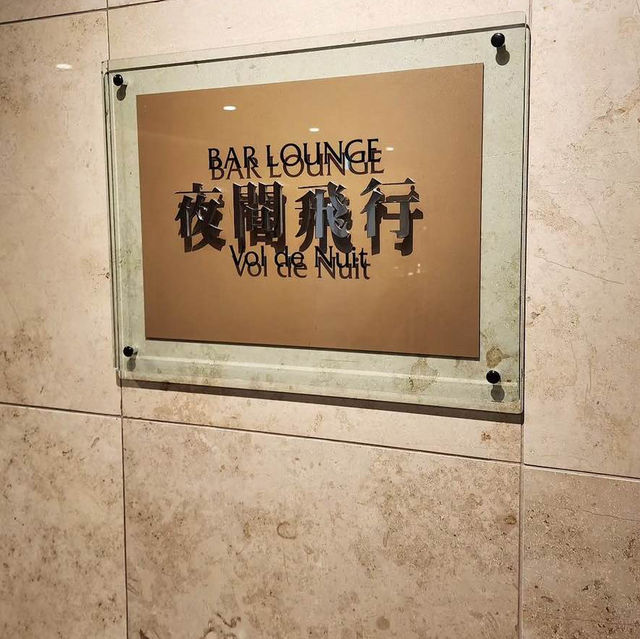 BAR LOUNGE
夜間飛行
Vol de Nuit